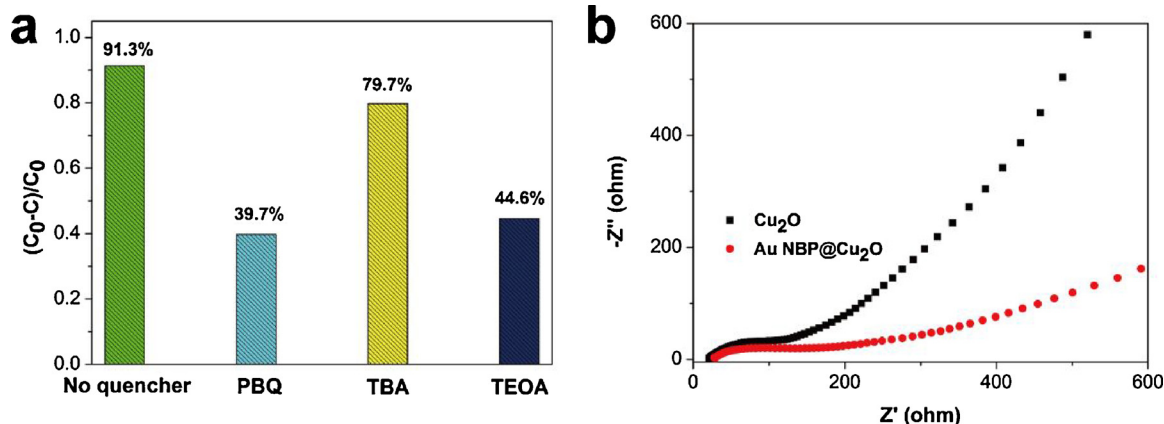 a
(C₀-C)/C₀
1.0
0.8
0.6
0.4
0.2
0.0
91.3%
39.7%
79.7%
44.6%
No quencher PBQ TBA TEOA
b
-Z" (ohm)
600
400
200
0
Cu₂O
Au NBP@Cu₂O
0 200 400 600
Z' (ohm)